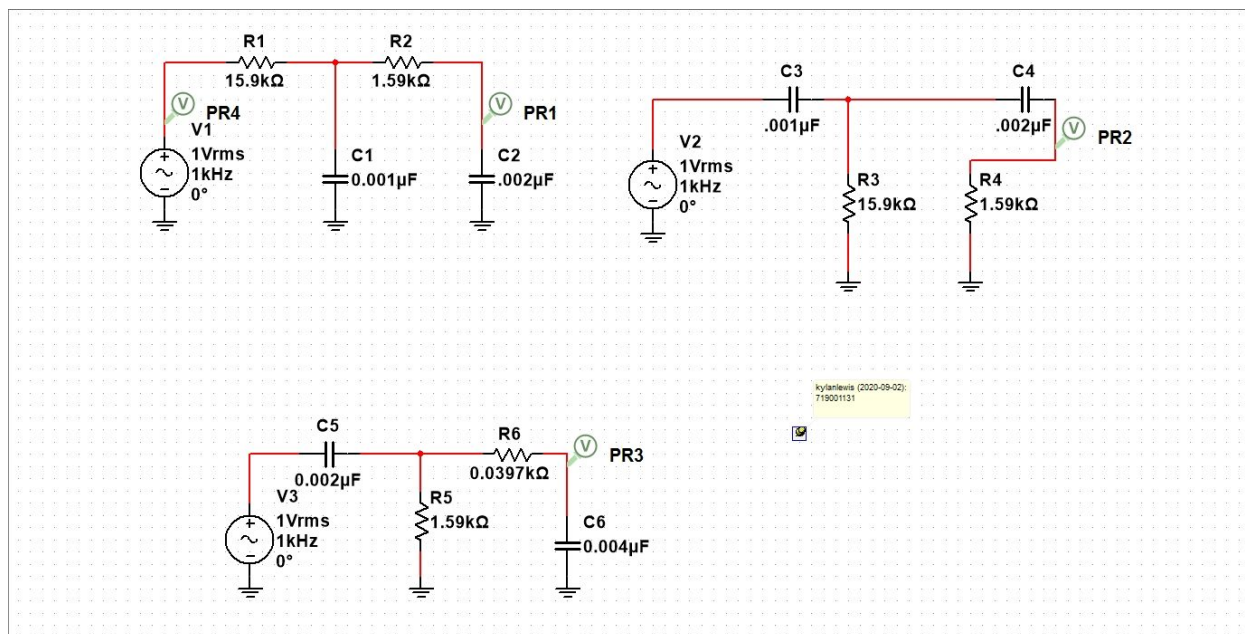 R1
15.9kΩ
R2
1.59kΩ
V
PR4
V
PR1
V1
1Vrms
1kHz
0°
C1
0.001µF
C2
.002µF
C3
.001µF
C4
.002µF
V
PR2
V2
1Vrms
1kHz
0°
R3
15.9kΩ
R4
1.59kΩ
kylanlewis (2020-09-02):
719001131
C5
0.002µF
R6
0.0397kΩ
V
PR3
V3
1Vrms
1kHz
0°
R5
1.59kΩ
C6
0.004µF